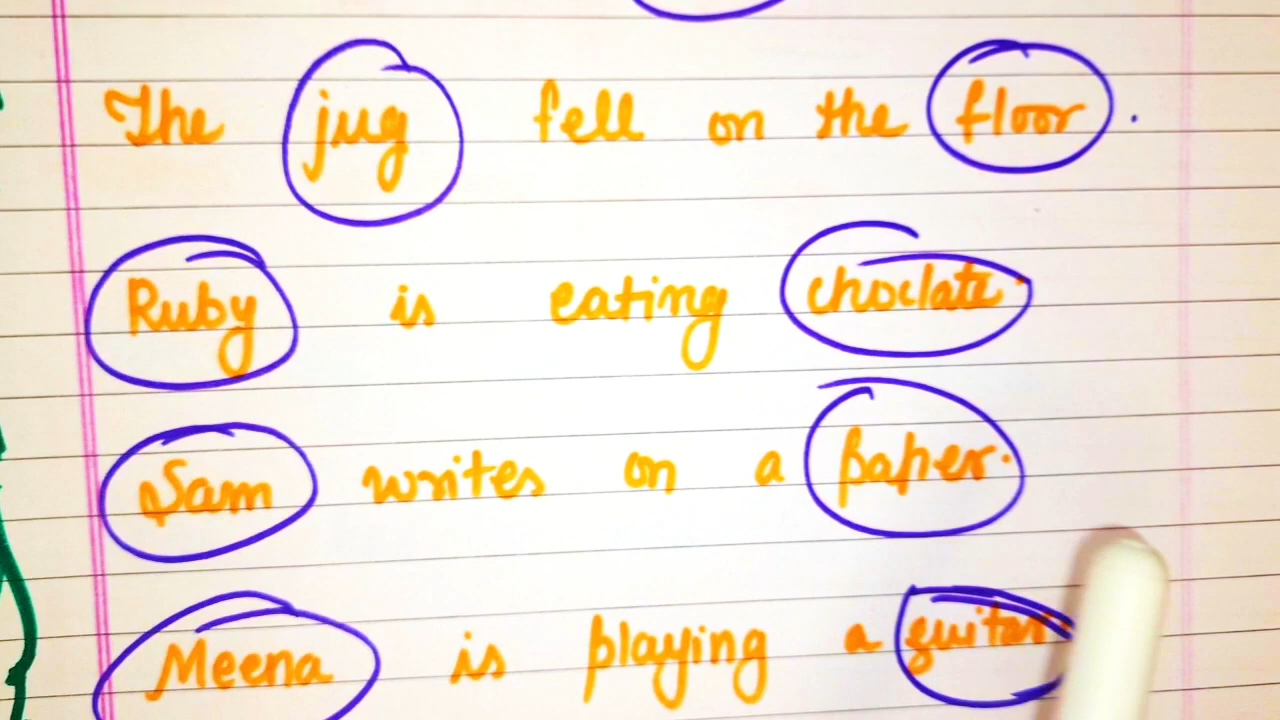 The jug fell on the floor.
Ruby is eating choclate.
Sam writes on a paper.
Meena is playing a guitar.